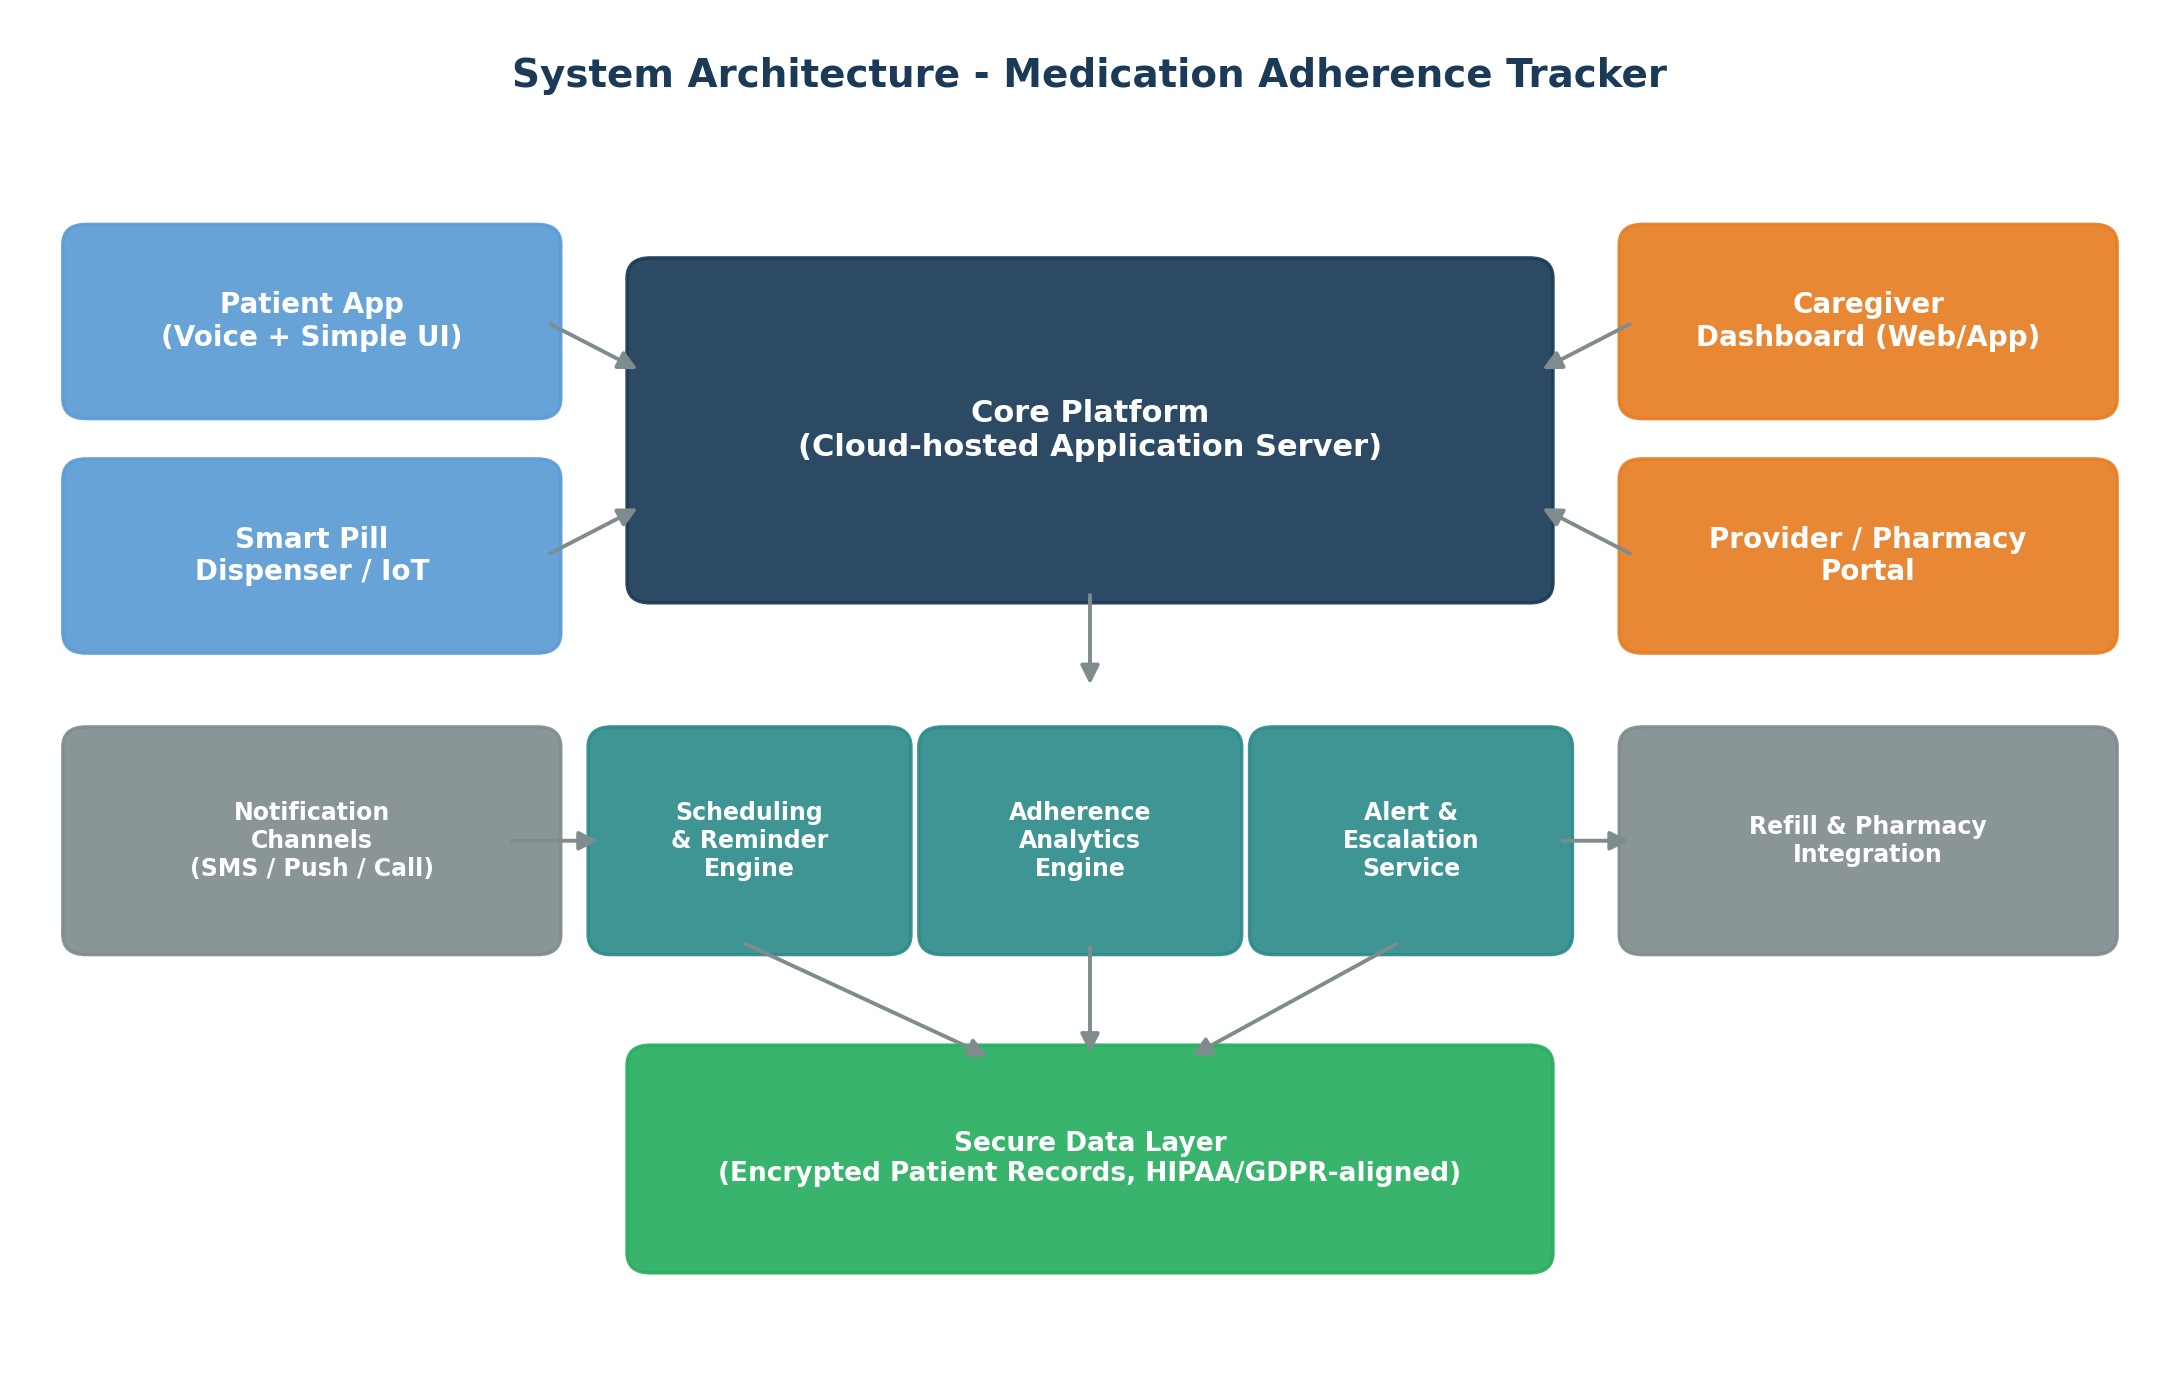 System Architecture - Medication Adherence Tracker
Patient App
(Voice + Simple UI)
Core Platform
(Cloud-hosted Application Server)
Caregiver
Dashboard (Web/App)
Smart Pill
Dispenser / IoT
Provider / Pharmacy
Portal
Notification
Channels
(SMS / Push / Call)
Scheduling
& Reminder
Engine
Adherence
Analytics
Engine
Alert &
Escalation
Service
Refill & Pharmacy
Integration
Secure Data Layer
(Encrypted Patient Records, HIPAA/GDPR-aligned)